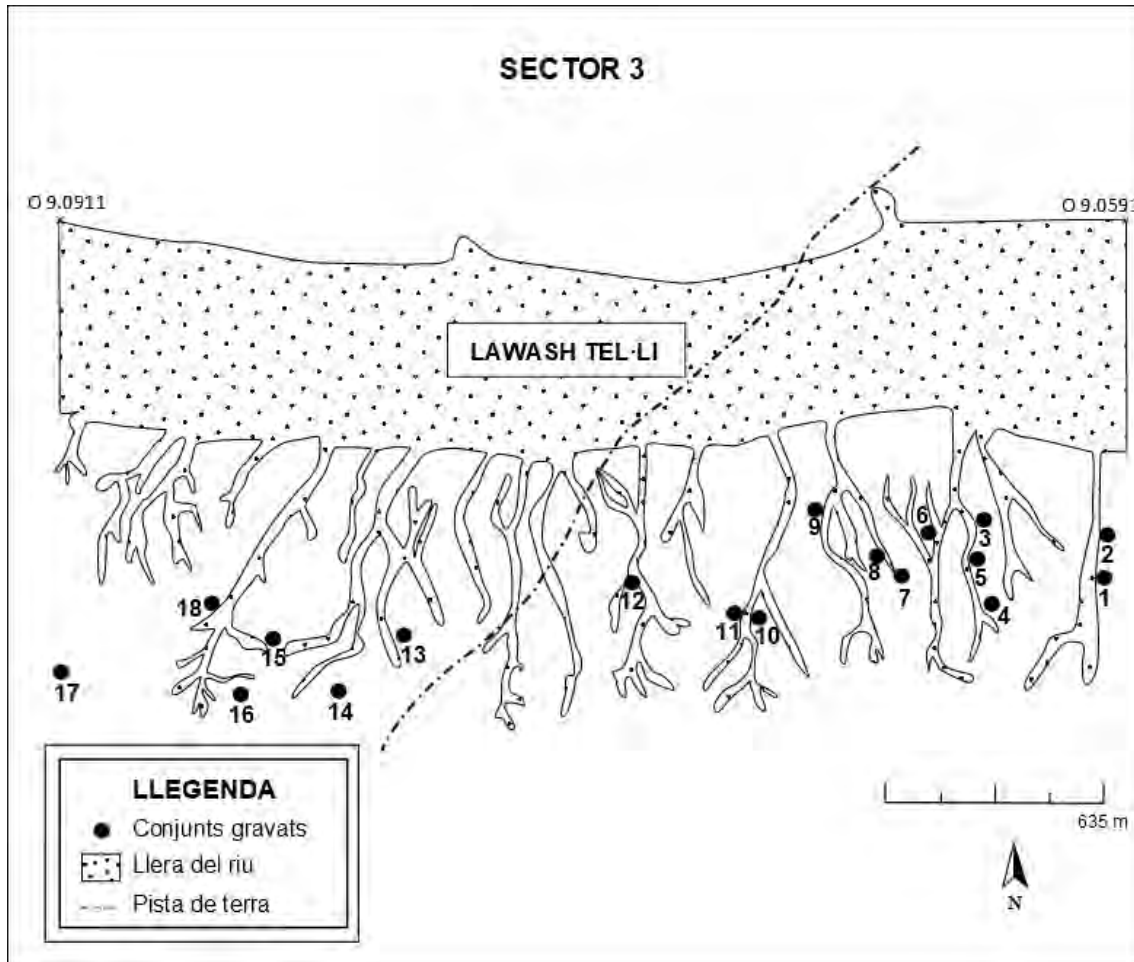 SECTOR 3
O 9.0911
O 9.0591
LAWASH TEL·LI
9
6
3
2
8
5
7
1
18
12
4
11
10
15
13
17
16
14
LLEGENDA
Conjunts gravats
Llera del riu
Pista de terra
635 m
N